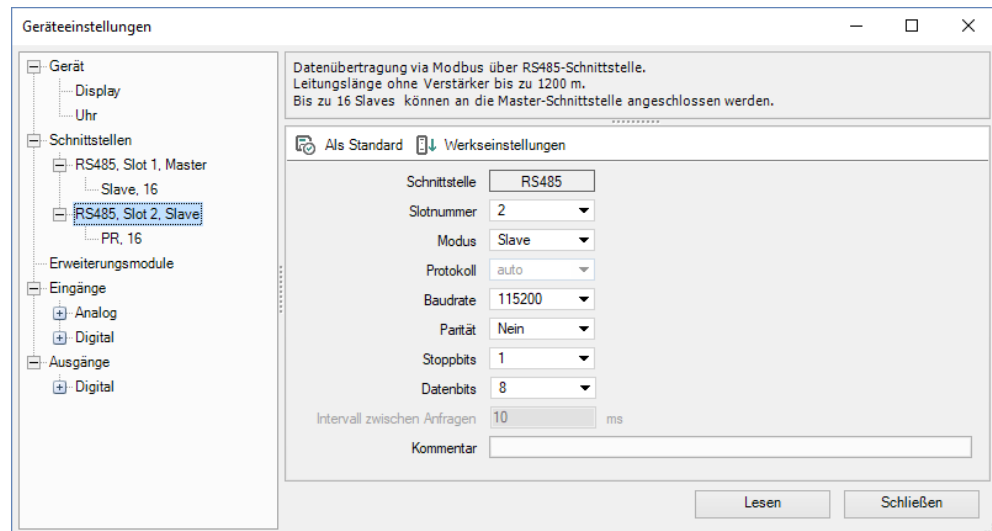 Geräteeinstellungen
Gerät
Display
Uhr
Schnittstellen
RS485, Slot 1, Master
Slave, 16
RS485, Slot 2, Slave
PR, 16
Erweiterungsmodule
Eingänge
Analog
Digital
Ausgänge
Digital
Datenübertragung via Modbus über RS485-Schnittstelle.
Leitungslänge ohne Verstärker bis zu 1200 m.
Bis zu 16 Slaves können an die Master-Schnittstelle angeschlossen werden.
Als Standard Werkseinstellungen
Schnittstelle RS485
Slotnummer 2
Modus Slave
Protokoll auto
Baudrate 115200
Parität Nein
Stoppbits 1
Datenbits 8
Intervall zwischen Anfragen 10 ms
Kommentar
Lesen Schließen